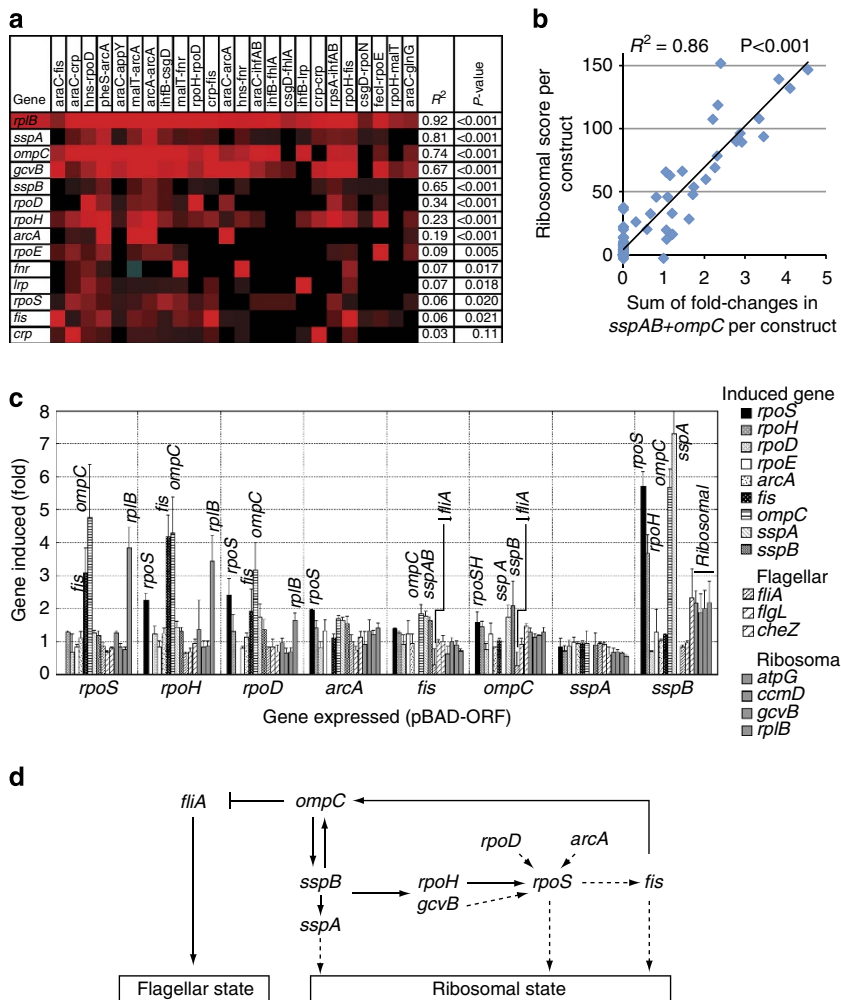 a
Gene
araC-fis
araC-crp
hns-rpoD
pheS-arcA
araC-appY
malT-arcA
arcA-arcA
ihfB-csgD
malT-fnr
rpoH-rpoD
crp-fis
araC-arcA
hns-fnr
araC-ihfAB
ihfB-fhlA
csgD-fhlA
ihfB-lrp
crp-crp
rpsA-ihfAB
rpoH-fis
csgD-rpoN
fecI-rpoE
rpoH-malT
araC-glnG
R²
P-value
rplB 0.92 <0.001
sspA 0.81 <0.001
ompC 0.74 <0.001
gcvB 0.67 <0.001
sspB 0.65 <0.001
rpoD 0.34 <0.001
rpoH 0.23 <0.001
arcA 0.19 <0.001
rpoE 0.09 0.005
fnr 0.07 0.017
lrp 0.07 0.018
rpoS 0.06 0.020
fis 0.06 0.021
crp 0.03 0.11
b
R² = 0.86 P<0.001
Ribosomal score per
construct
150
100
50
0
0 1 2 3 4 5
Sum of fold-changes in
sspAB+ompC per construct
c
Gene induced (fold)
8
7
6
5
4
3
2
1
0
fis
ompC
rplB
rpoS
fis
ompC
rplB
rpoS
fis
ompC
rplB
rpoS
ompC
sspAB
fliA
rpoSH
sspA
sspB
fliA
rpoS
rpoH
ompC
sspA
Ribosomal
rpoS rpoH rpoD arcA fis ompC sspA sspB
Gene expressed (pBAD-ORF)
Induced gene
rpoS
rpoH
rpoD
rpoE
arcA
fis
ompC
sspA
sspB
Flagellar
fliA
flgL
cheZ
Ribosoma
atpG
ccmD
gcvB
rplB
d
fliA ompC
rpoD arcA
sspB rpoH rpoS fis
gcvB
sspA
Flagellar state Ribosomal state